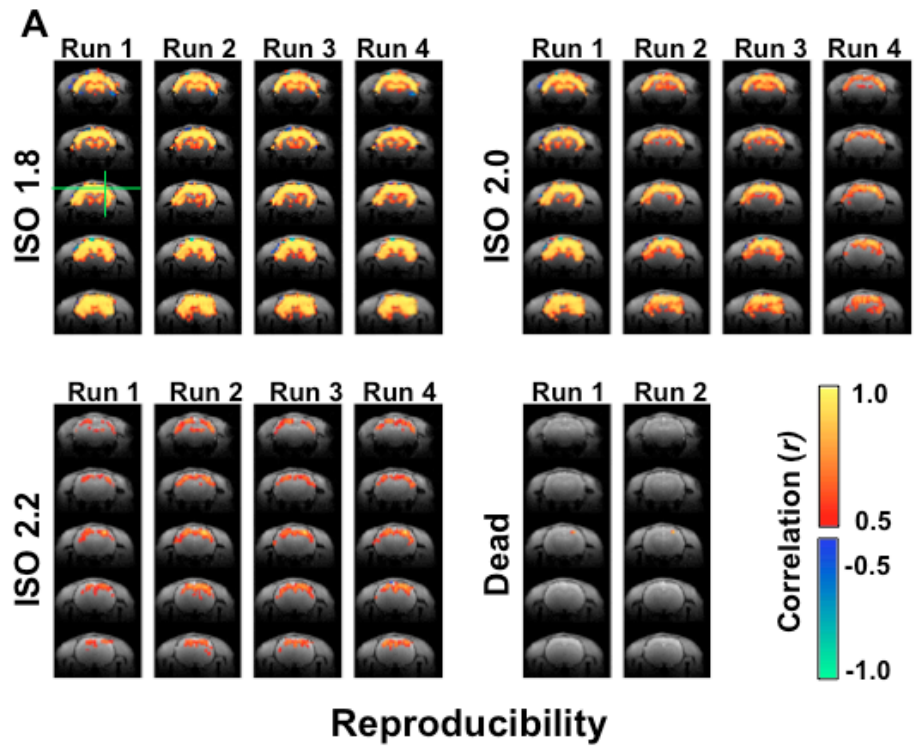 A
Run 1 Run 2 Run 3 Run 4
ISO 1.8
Run 1 Run 2 Run 3 Run 4
ISO 2.0
Run 1 Run 2 Run 3 Run 4
ISO 2.2
Run 1 Run 2
Dead
Correlation (r)
1.0
0.5
-0.5
-1.0
Reproducibility